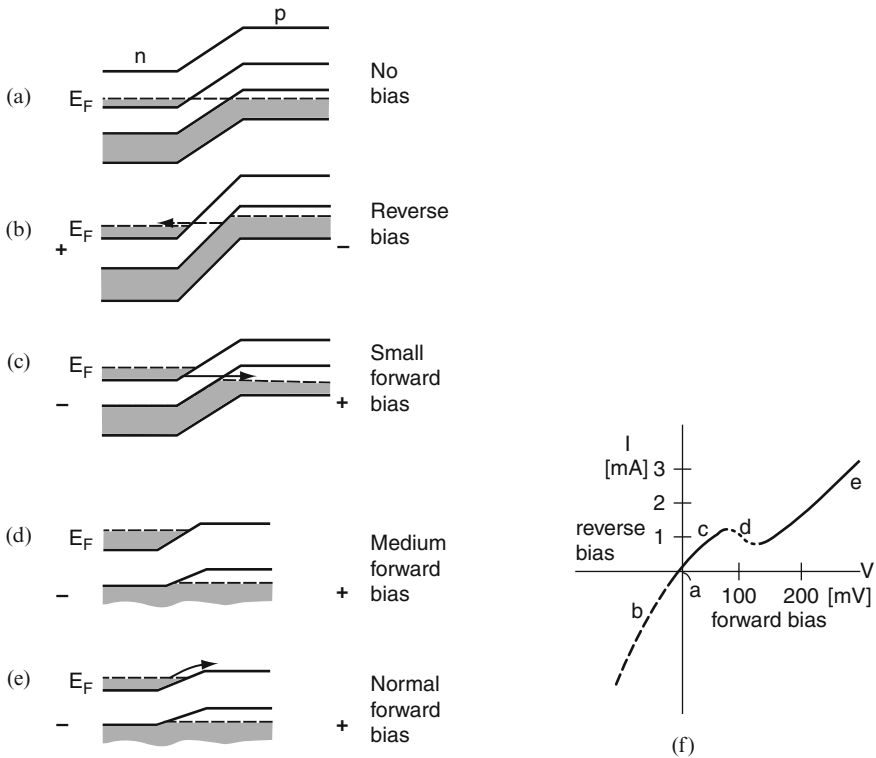 n
p
(a)
E_F
No
bias
(b)
E_F
+
–
Reverse
bias
(c)
E_F
–
+
Small
forward
bias
(d)
E_F
–
+
Medium
forward
bias
(e)
E_F
–
+
Normal
forward
bias
I
[mA]
3
2
1
reverse
bias
a
b
c
d
e
V
100
200
[mV]
forward bias
(f)